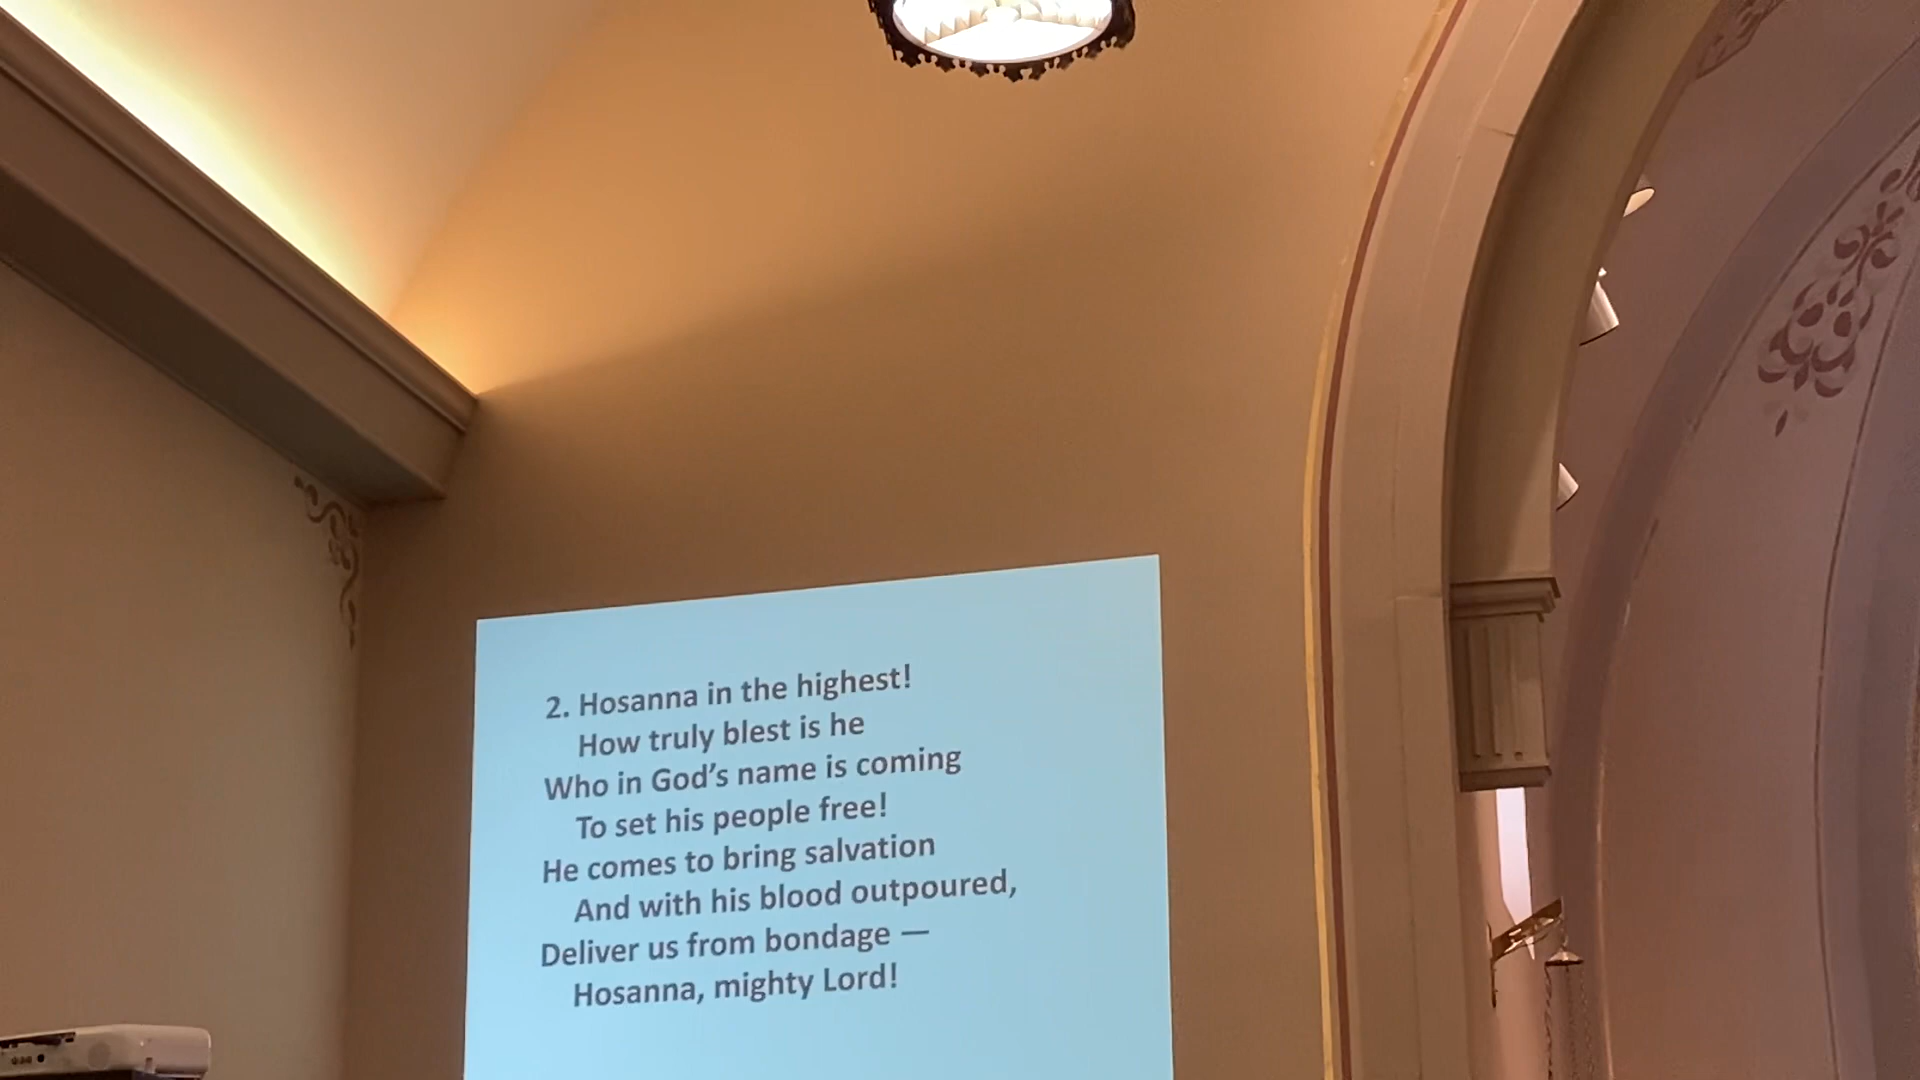 2. Hosanna in the highest!
How truly blest is he
Who in God's name is coming
To set his people free!
He comes to bring salvation
And with his blood outpoured,
Deliver us from bondage —
Hosanna, mighty Lord!